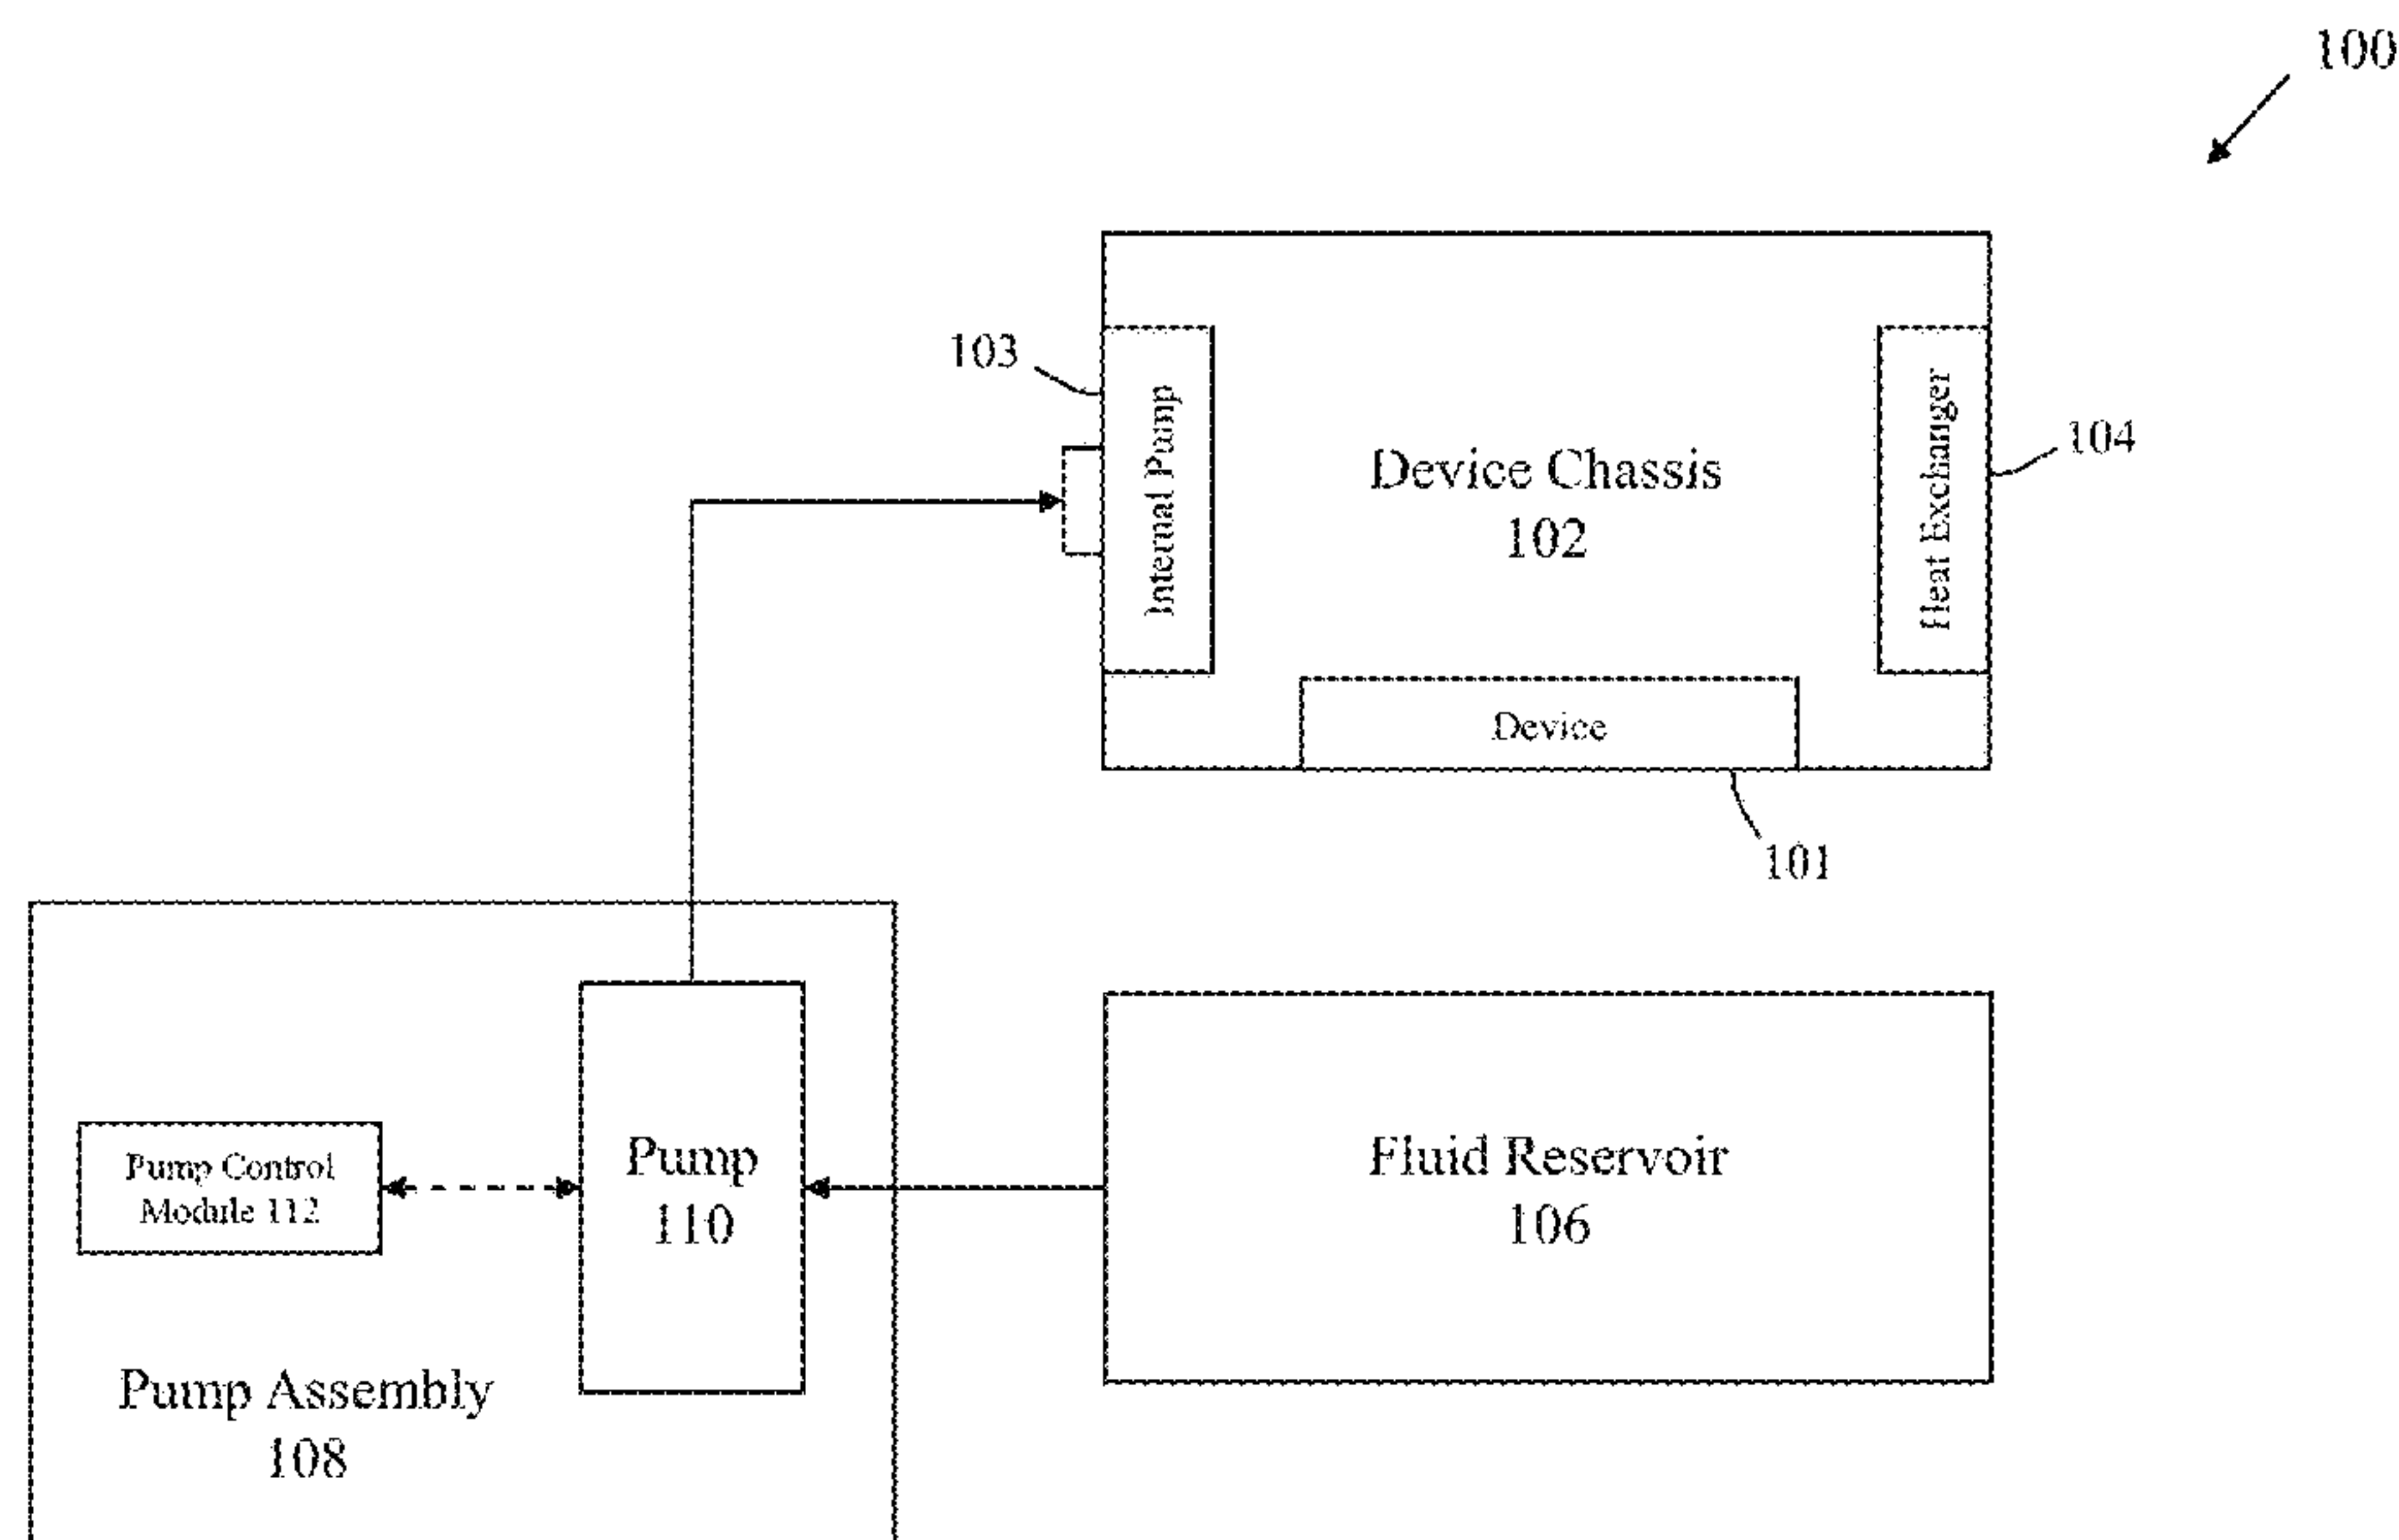 100
103
Internal Pump
Device Chassis
102
Heat Exchanger
104
Device
101
Pump Control
Module 112
Pump
110
Fluid Reservoir
106
Pump Assembly
108